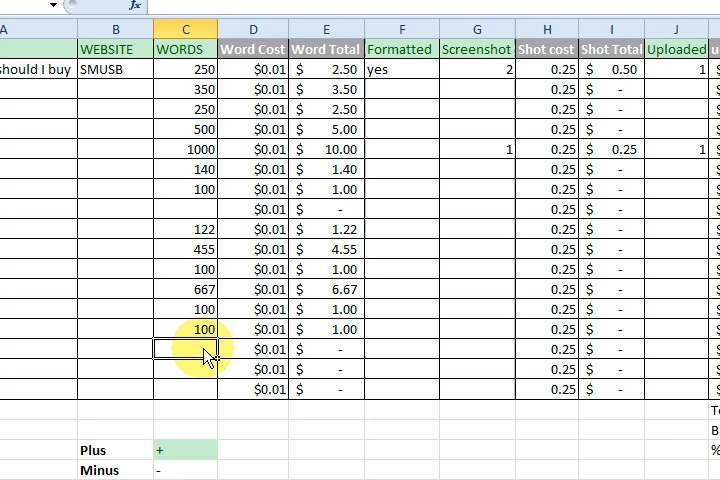 fx
A B C D E F G H I J
WEBSITE WORDS Word Cost Word Total Formatted Screenshot Shot cost Shot Total Uploaded
should I buy SMUSB 250 $0.01 $ 2.50 yes 2 0.25 $ 0.50 1 $
350 $0.01 $ 3.50 0.25 $ - $
250 $0.01 $ 2.50 0.25 $ - $
500 $0.01 $ 5.00 0.25 $ - $
1000 $0.01 $ 10.00 1 0.25 $ 0.25 1 $
140 $0.01 $ 1.40 0.25 $ - $
100 $0.01 $ 1.00 0.25 $ - $
$0.01 $ - 0.25 $ - $
122 $0.01 $ 1.22 0.25 $ - $
455 $0.01 $ 4.55 0.25 $ - $
100 $0.01 $ 1.00 0.25 $ - $
667 $0.01 $ 6.67 0.25 $ - $
100 $0.01 $ 1.00 0.25 $ - $
100 $0.01 $ 1.00 0.25 $ - $
$0.01 $ - 0.25 $ - $
$0.01 $ - 0.25 $ - $
$0.01 $ - 0.25 $ - $
B
Plus + %
Minus -